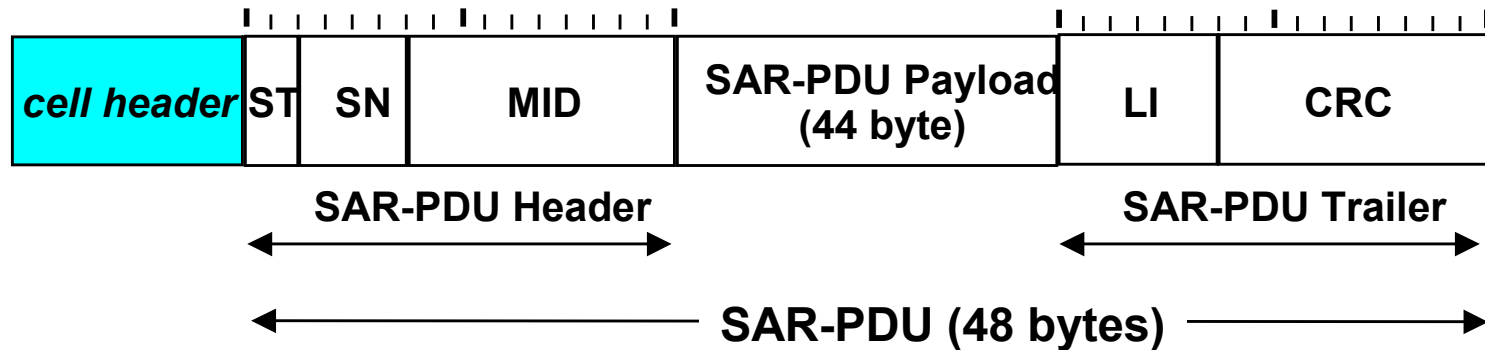 cell header
ST
SN
MID
SAR-PDU Payload
(44 byte)
LI
CRC
SAR-PDU Header
SAR-PDU Trailer
SAR-PDU (48 bytes)